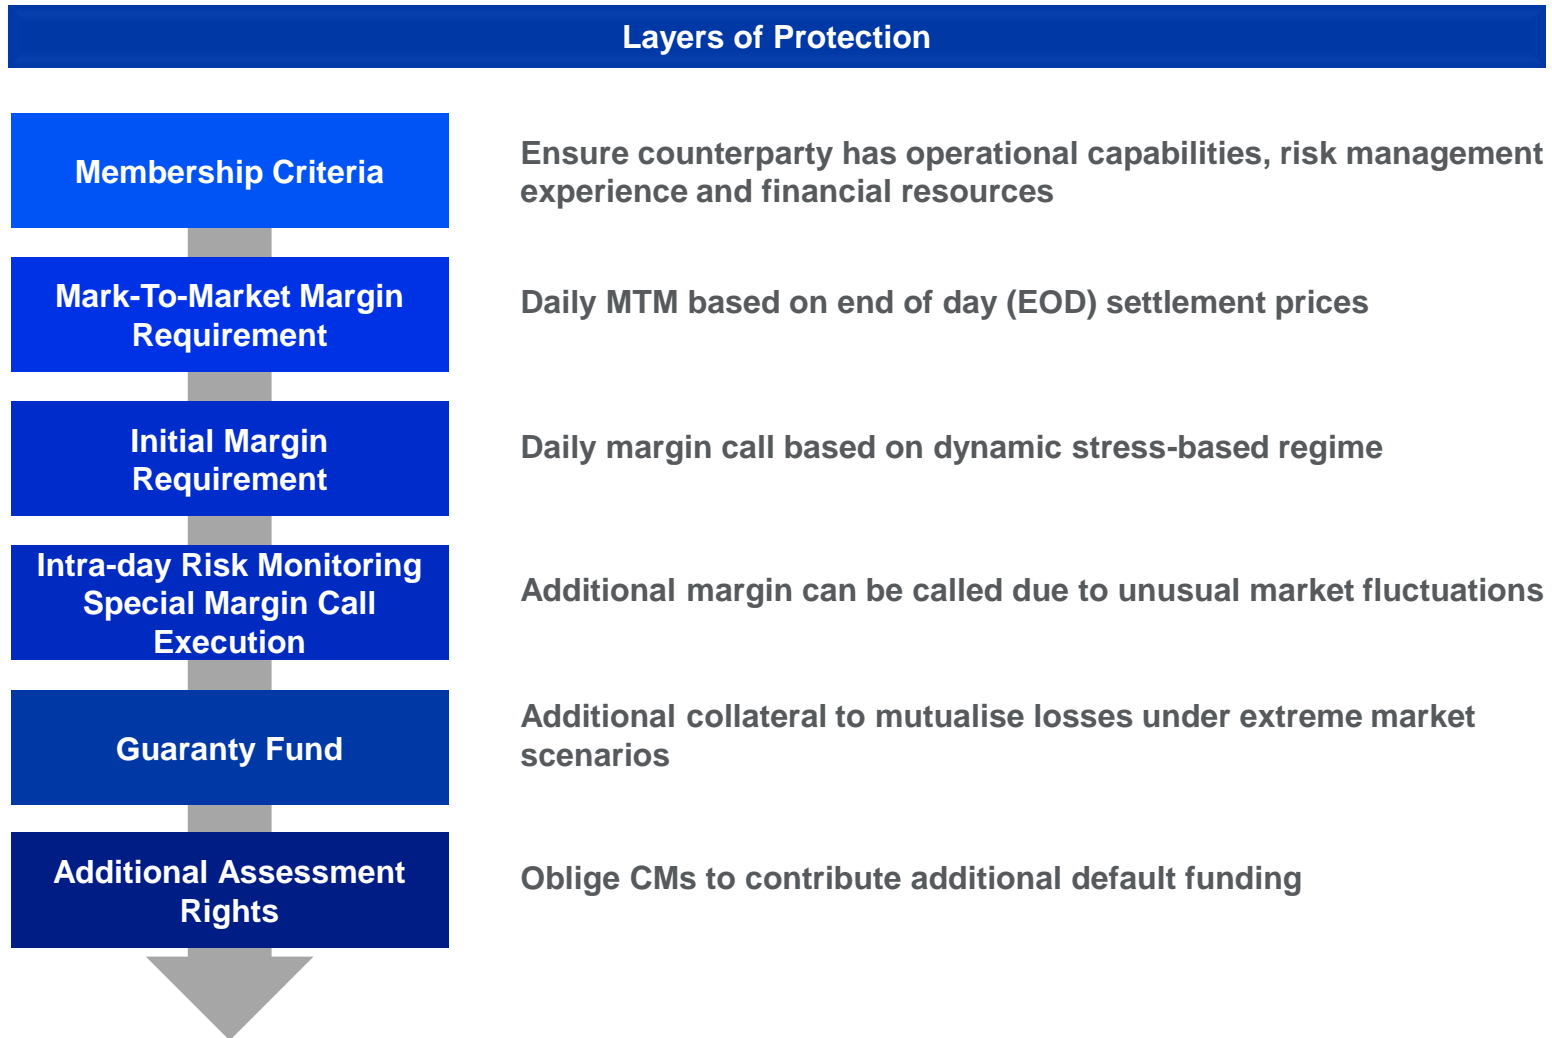 Layers of Protection
Membership Criteria
Ensure counterparty has operational capabilities, risk management
experience and financial resources
Mark-To-Market Margin
Requirement
Daily MTM based on end of day (EOD) settlement prices
Initial Margin
Requirement
Daily margin call based on dynamic stress-based regime
Intra-day Risk Monitoring
Special Margin Call
Execution
Additional margin can be called due to unusual market fluctuations
Guaranty Fund
Additional collateral to mutualise losses under extreme market
scenarios
Additional Assessment
Rights
Oblige CMs to contribute additional default funding